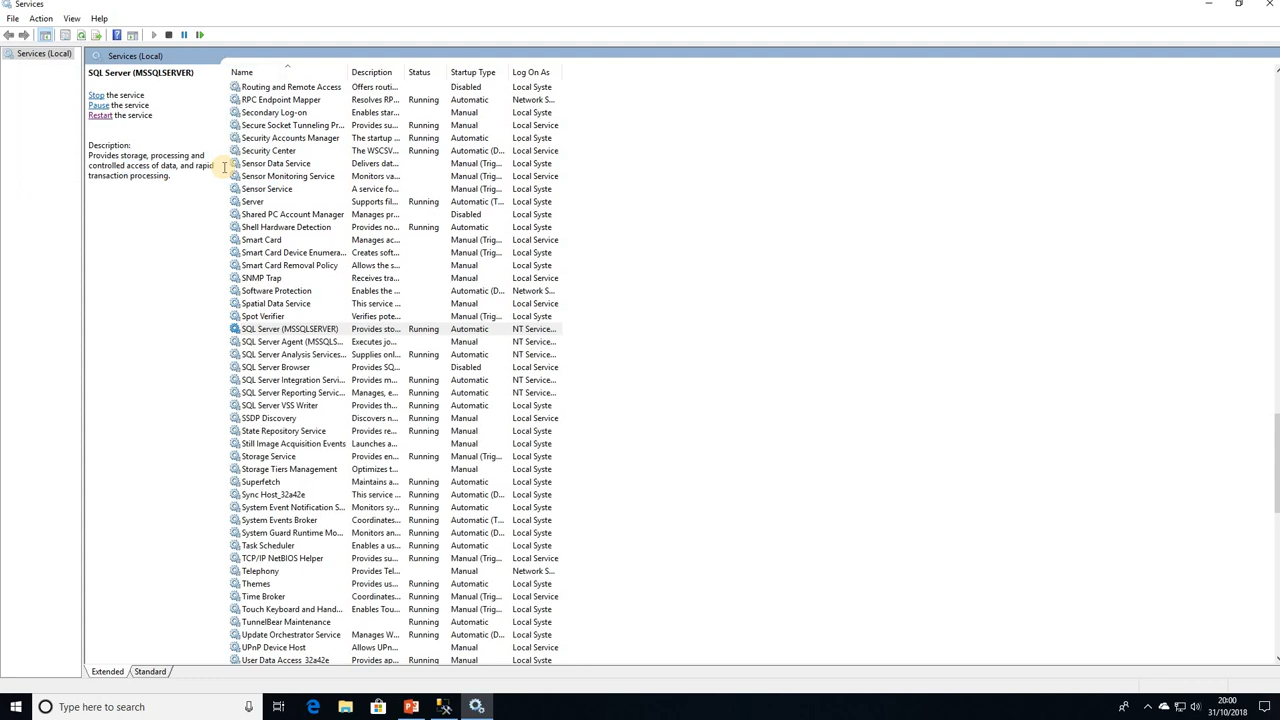 Services
File Action View Help
Services (Local)
Services (Local)
SQL Server (MSSQLSERVER)
Stop the service
Pause the service
Restart the service
Description:
Provides storage, processing and
controlled access of data, and rapid
transaction processing.
Name Description Status Startup Type Log On As
Routing and Remote Access Offers routi... Disabled Local Syste
RPC Endpoint Mapper Resolves RP... Running Automatic Network S...
Secondary Log-on Enables star... Manual Local Syste
Secure Socket Tunneling Pr... Provides su... Running Manual Local Service
Security Accounts Manager The startup ... Running Automatic Local Syste
Security Center The WSCSV... Running Automatic (D... Local Service
Sensor Data Service Delivers dat... Manual (Trig... Local Syste
Sensor Monitoring Service Monitors va... Manual (Trig... Local Service
Sensor Service A service fo... Manual (Trig... Local Syste
Server Supports fil... Running Automatic (T... Local Syste
Shared PC Account Manager Manages pr... Disabled Local Syste
Shell Hardware Detection Provides no... Running Automatic Local Syste
Smart Card Manages ac... Manual (Trig... Local Service
Smart Card Device Enumera... Creates soft... Manual (Trig... Local Syste
Smart Card Removal Policy Allows the s... Manual Local Syste
SNMP Trap Receives tra... Manual Local Service
Software Protection Enables the ... Automatic (D... Network S...
Spatial Data Service This service ... Manual Local Service
Spot Verifier Verifies pote... Manual (Trig... Local Syste
SQL Server (MSSQLSERVER) Provides sto... Running Automatic NT Service...
SQL Server Agent (MSSQLS... Executes jo... Manual NT Service...
SQL Server Analysis Services... Supplies onl... Running Automatic NT Service...
SQL Server Browser Provides SQ... Disabled Local Service
SQL Server Integration Servi... Provides m... Running Automatic NT Service...
SQL Server Reporting Servic... Manages, e... Running Automatic NT Service...
SQL Server VSS Writer Provides th... Running Automatic Local Syste
SSDP Discovery Discovers n... Running Manual Local Service
State Repository Service Provides re... Running Manual Local Syste
Still Image Acquisition Events Launches a... Manual Local Syste
Storage Service Provides en... Running Manual (Trig... Local Syste
Storage Tiers Management Optimizes t... Manual Local Syste
Superfetch Maintains a... Running Automatic Local Syste
Sync Host_32a42e This service ... Running Automatic (D... Local Syste
System Event Notification S... Monitors sy... Running Automatic Local Syste
System Events Broker Coordinates... Running Automatic (T... Local Syste
System Guard Runtime Mo... Monitors an... Running Automatic (D... Local Syste
Task Scheduler Enables a us... Running Automatic Local Syste
TCP/IP NetBIOS Helper Provides su... Running Manual (Trig... Local Service
Telephony Provides Tel... Manual Network S...
Themes Provides us... Running Automatic Local Syste
Time Broker Coordinates... Running Manual (Trig... Local Service
Touch Keyboard and Hand... Enables Tou... Running Manual (Trig... Local Syste
TunnelBear Maintenance Running Automatic Local Syste
Update Orchestrator Service Manages W... Running Automatic (D... Local Syste
UPnP Device Host Allows UPn... Manual Local Service
User Data Access_32a42e Provides ap... Running Manual Local Syste
Extended Standard
Type here to search
20:00
31/10/2018